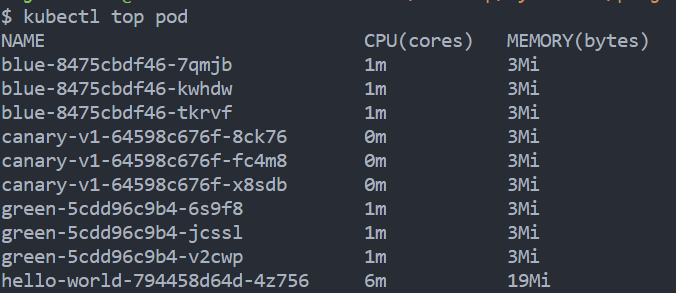 $ kubectl top pod
NAME CPU(cores) MEMORY(bytes)
blue-8475cbdf46-7qmjb 1m 3Mi
blue-8475cbdf46-kwhdw 1m 3Mi
blue-8475cbdf46-tkrvf 1m 3Mi
canary-v1-64598c676f-8ck76 0m 3Mi
canary-v1-64598c676f-fc4m8 0m 3Mi
canary-v1-64598c676f-x8sdb 0m 3Mi
green-5cdd96c9b4-6s9f8 1m 3Mi
green-5cdd96c9b4-jcssl 1m 3Mi
green-5cdd96c9b4-v2cwp 1m 3Mi
hello-world-794458d64d-4z756 6m 19Mi